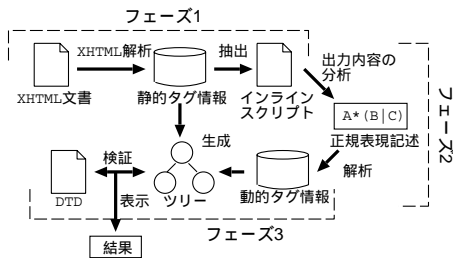 フェーズ1
XHTML解析
抽出
出力内容の
分析
XHTML文書
静的タグ情報
インライン
スクリプト
A*(B|C)
正規表現記述
フェーズ2
生成
解析
検証
DTD
表示
ツリー
動的タグ情報
フェーズ3
結果